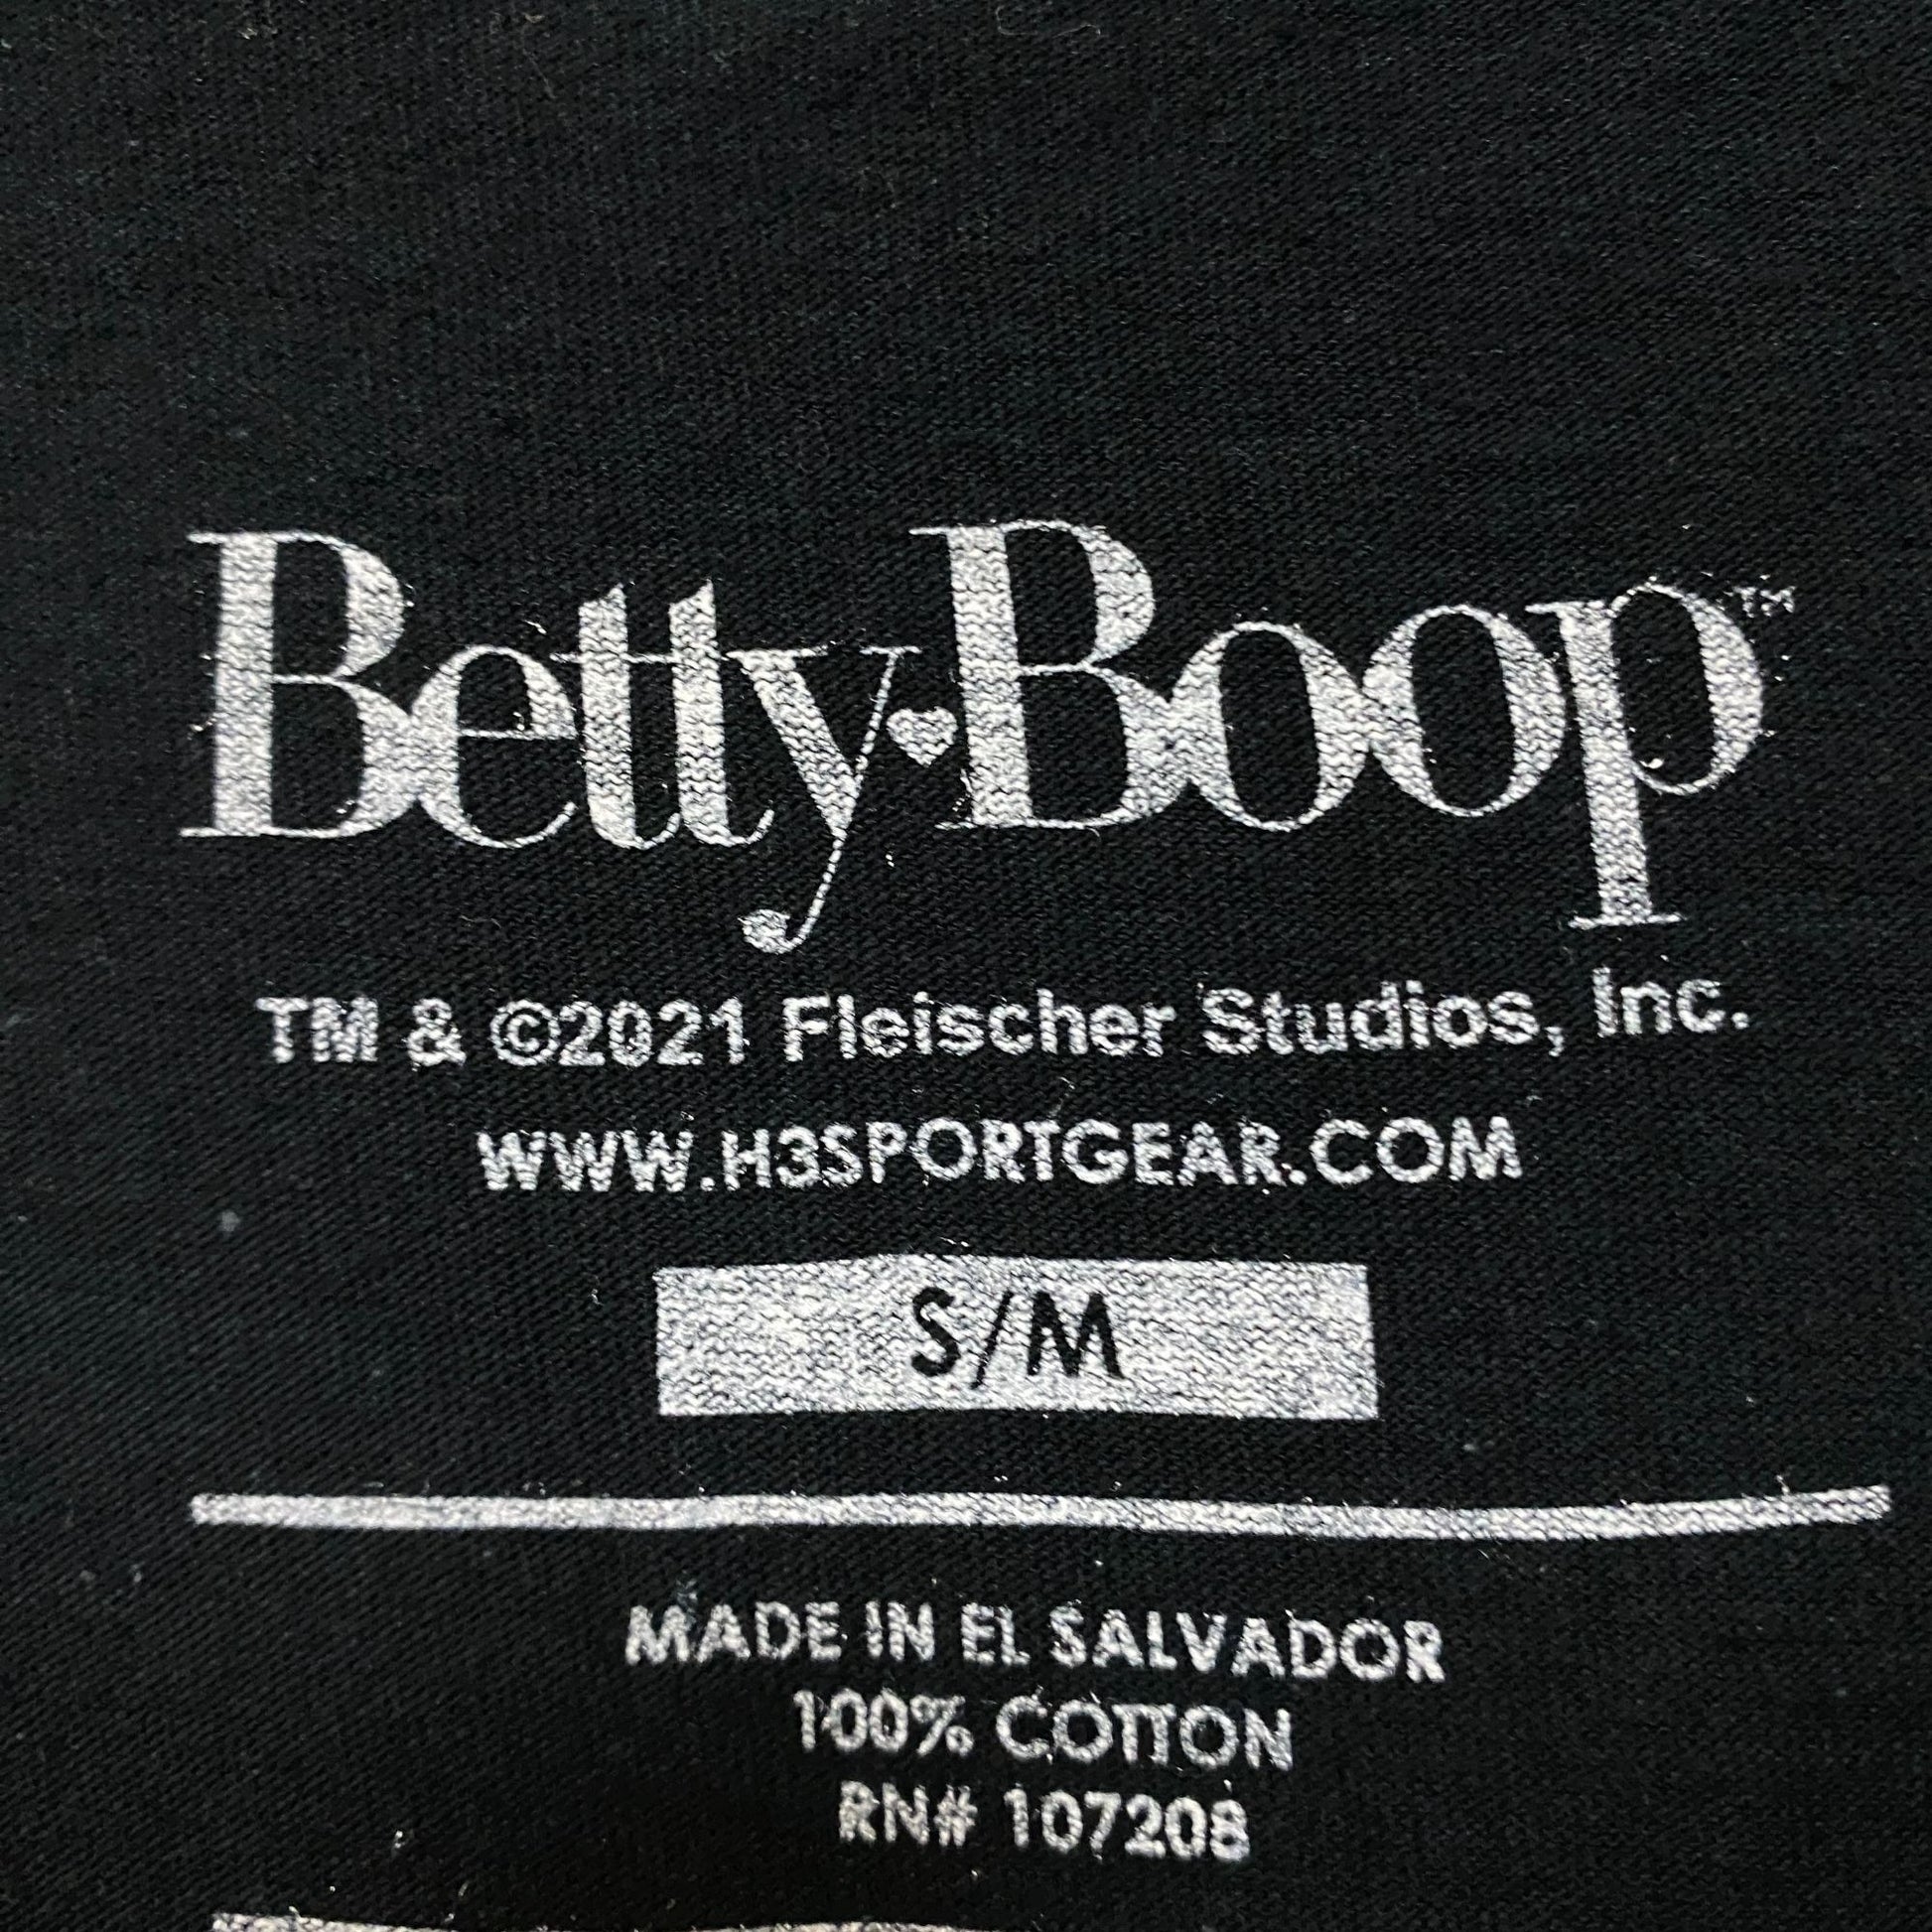 Betty♥Boop™
TM & ©2021 Fleischer Studios, Inc.
WWW.H3SPORTGEAR.COM
S/M
MADE IN EL SALVADOR
100% COTTON
RN# 107208